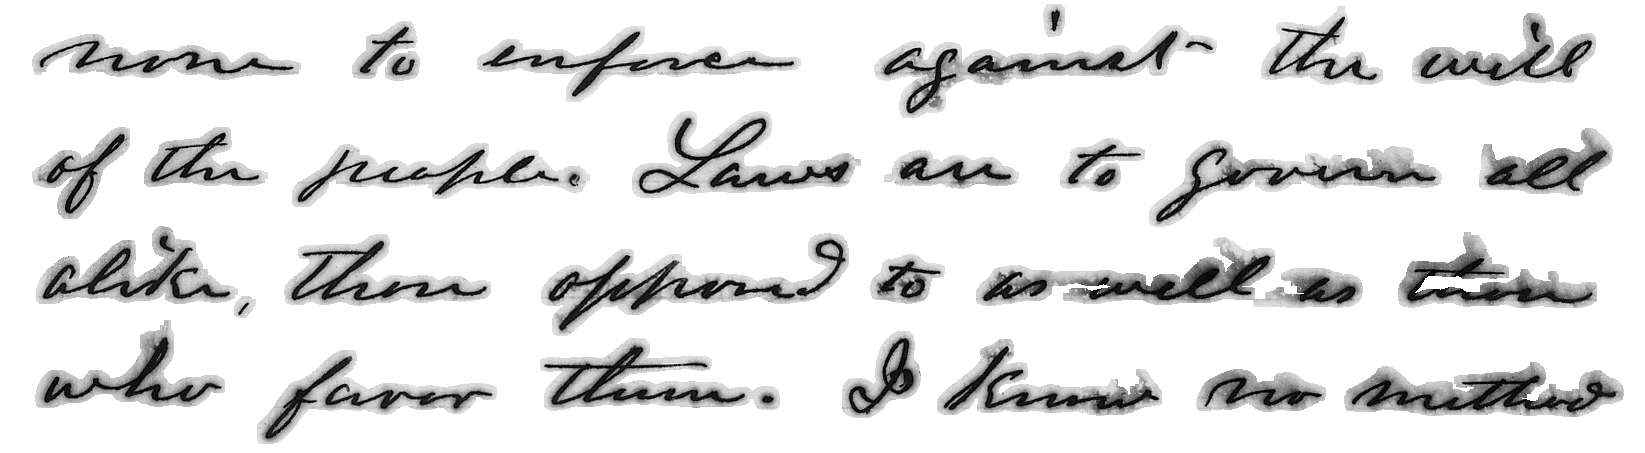 none to enforce against the will
of the people. Laws are to govern all
alike, those opposed to as well as those
who favor them. I know no method